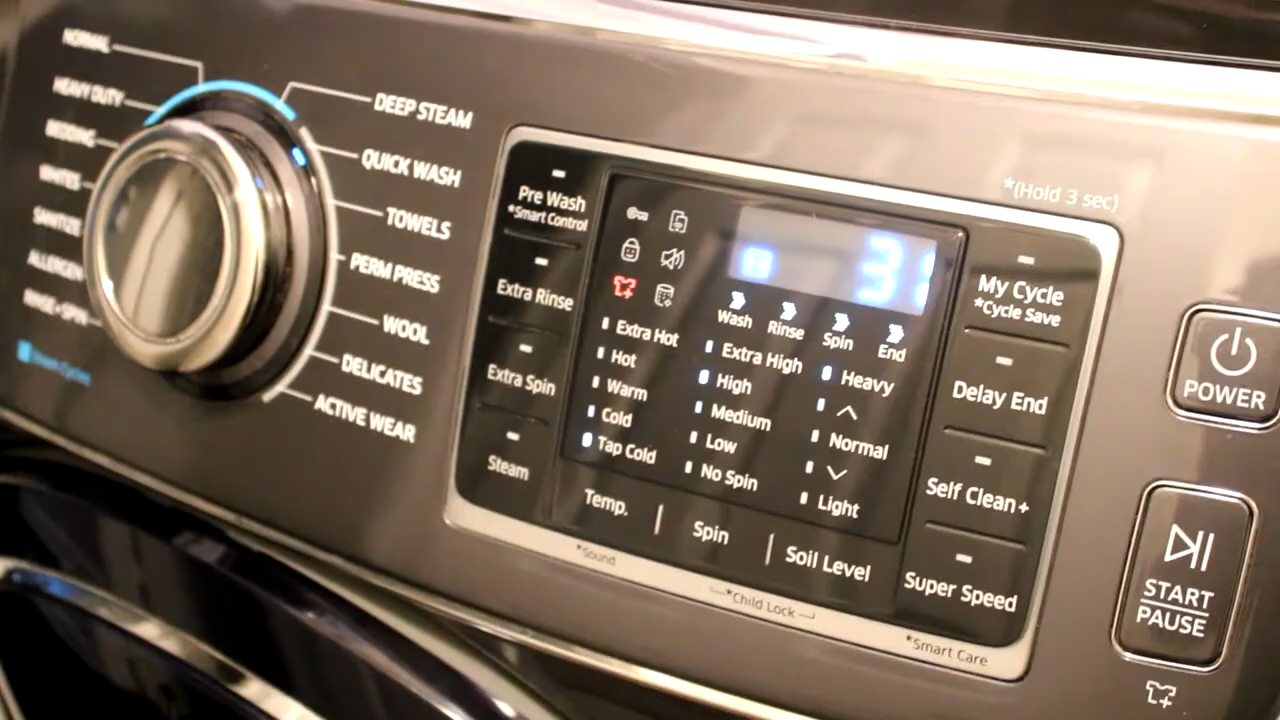 NORMAL
HEAVY DUTY
BEDDING
WHITES
SANITIZE
ALLERGEN
RINSE+SPIN
Steam Cycles
DEEP STEAM
QUICK WASH
TOWELS
PERM PRESS
WOOL
DELICATES
ACTIVE WEAR
Pre Wash
*Smart Control
Extra Rinse
Extra Spin
Steam
Wash
Rinse
Spin
End
Extra Hot
Hot
Warm
Cold
Tap Cold
Extra High
High
Medium
Low
No Spin
Heavy
Normal
Light
Temp.
Spin
Soil Level
*Sound
*Child Lock
*Smart Care
*(Hold 3 sec)
My Cycle
*Cycle Save
Delay End
Self Clean+
Super Speed
POWER
START
PAUSE